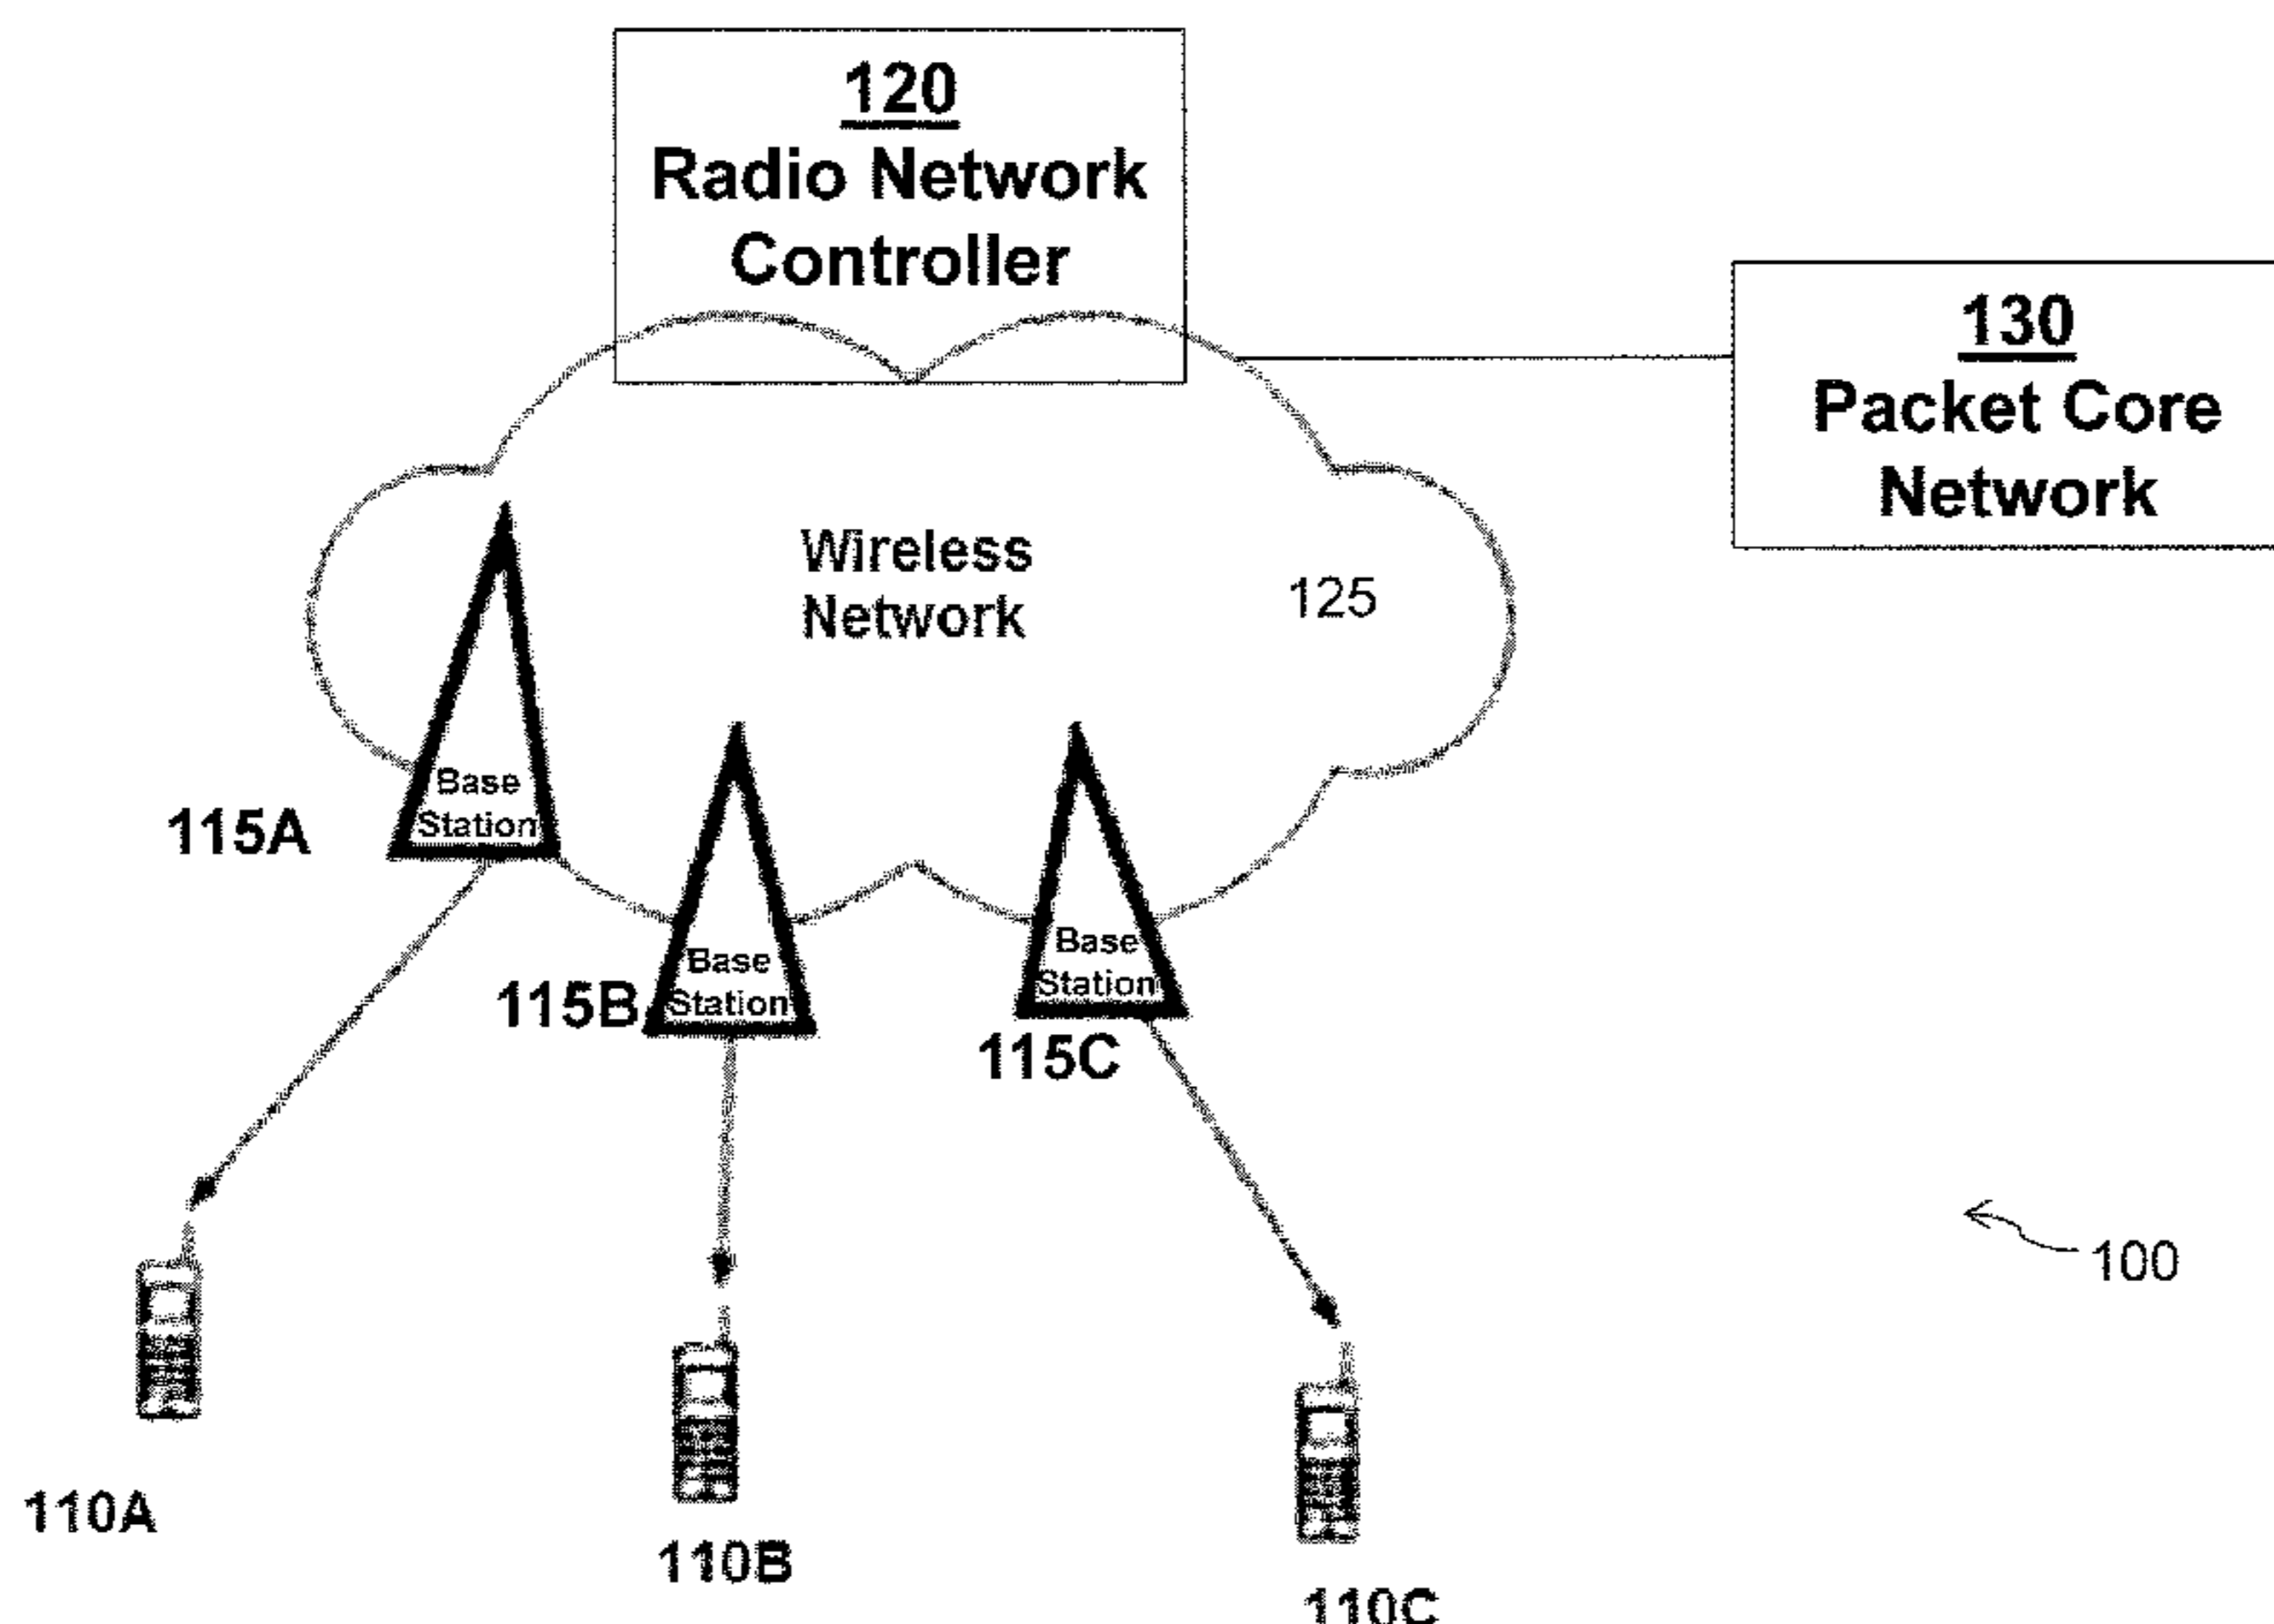 120
Radio Network
Controller
130
Packet Core
Network
Wireless
Network
125
Base
Station
115A
Base
Station
115B
Base
Station
115C
100
110A
110B
110C